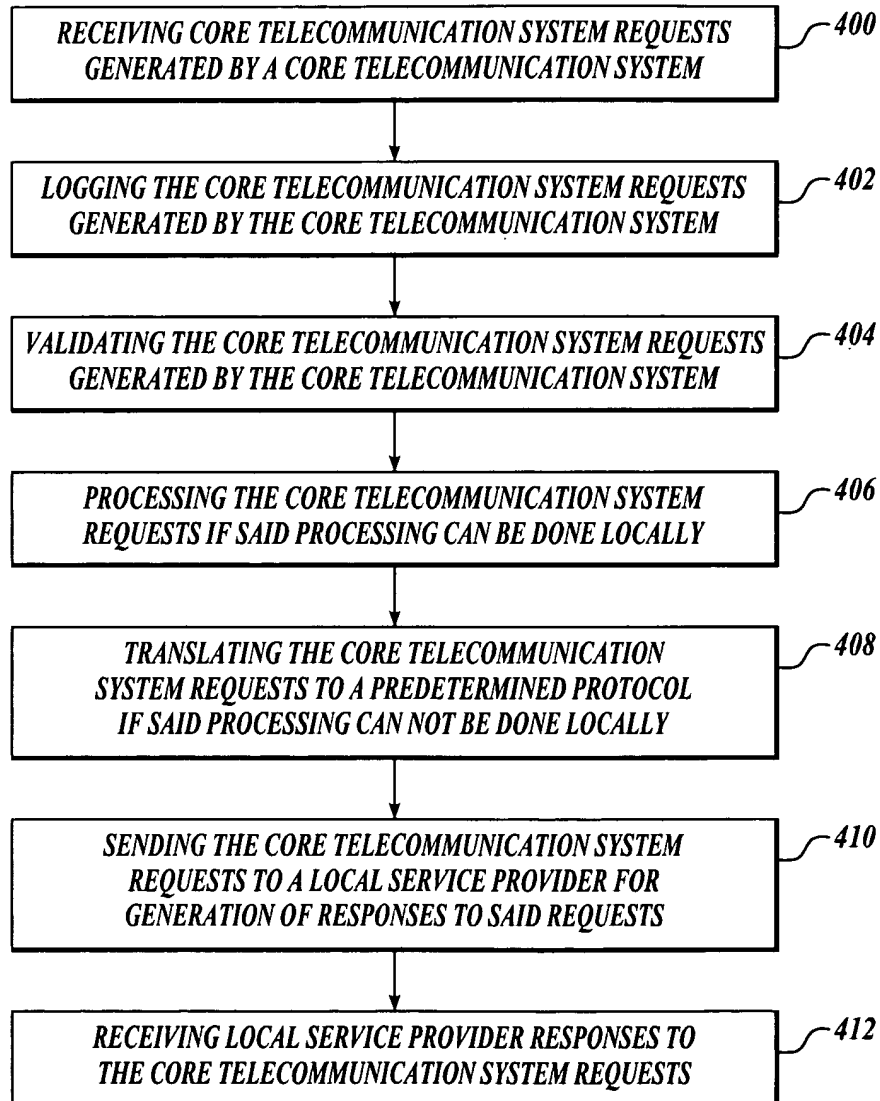 RECEIVING CORE TELECOMMUNICATION SYSTEM REQUESTS
GENERATED BY A CORE TELECOMMUNICATION SYSTEM
400
LOGGING THE CORE TELECOMMUNICATION SYSTEM REQUESTS
GENERATED BY THE CORE TELECOMMUNICATION SYSTEM
402
VALIDATING THE CORE TELECOMMUNICATION SYSTEM REQUESTS
GENERATED BY THE CORE TELECOMMUNICATION SYSTEM
404
PROCESSING THE CORE TELECOMMUNICATION SYSTEM
REQUESTS IF SAID PROCESSING CAN BE DONE LOCALLY
406
TRANSLATING THE CORE TELECOMMUNICATION
SYSTEM REQUESTS TO A PREDETERMINED PROTOCOL
IF SAID PROCESSING CAN NOT BE DONE LOCALLY
408
SENDING THE CORE TELECOMMUNICATION SYSTEM
REQUESTS TO A LOCAL SERVICE PROVIDER FOR
GENERATION OF RESPONSES TO SAID REQUESTS
410
RECEIVING LOCAL SERVICE PROVIDER RESPONSES TO
THE CORE TELECOMMUNICATION SYSTEM REQUESTS
412